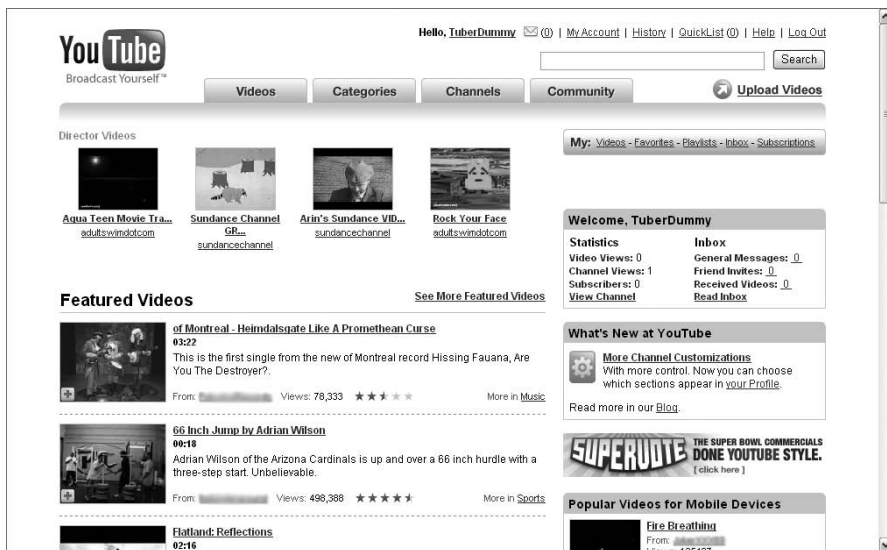 Hello, TuberDummy (0) | My Account | History | QuickList (0) | Help | Log Out
You Tube
Broadcast Yourself™
Search
Videos Categories Channels Community Upload Videos
Director Videos
Aqua Teen Movie Tra...
adultswimdotcom
Sundance Channel
GR...
sundancechannel
Arin's Sundance VID...
sundancechannel
Rock Your Face
adultswimdotcom
My: Videos - Favorites - Playlists - Inbox - Subscriptions
Welcome, TuberDummy
Statistics
Video Views: 0
Channel Views: 1
Subscribers: 0
View Channel
Inbox
General Messages: 0
Friend Invites: 0
Received Videos: 0
Read Inbox
Featured Videos
See More Featured Videos
of Montreal - Heimdalsgate Like A Promethean Curse
03:22
This is the first single from the new of Montreal record Hissing Fauana, Are
You The Destroyer?.
From: Views: 78,333 More in Music
66 Inch Jump by Adrian Wilson
00:18
Adrian Wilson of the Arizona Cardinals is up and over a 66 inch hurdle with a
three-step start. Unbelievable.
From: Views: 498,388 More in Sports
Flatland: Reflections
02:16
What's New at YouTube
More Channel Customizations
With more control. Now you can choose
which sections appear in your Profile.
Read more in our Blog.
SUPERVOTE
THE SUPER BOWL COMMERCIALS
DONE YOUTUBE STYLE.
[ click here ]
Popular Videos for Mobile Devices
Fire Breathing
From: